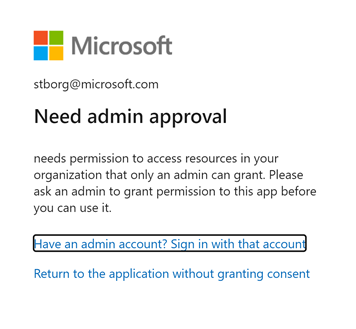 Microsoft
stborg@microsoft.com
Need admin approval
needs permission to access resources in your
organization that only an admin can grant. Please
ask an admin to grant permission to this app before
you can use it.
Have an admin account? Sign in with that account
Return to the application without granting consent